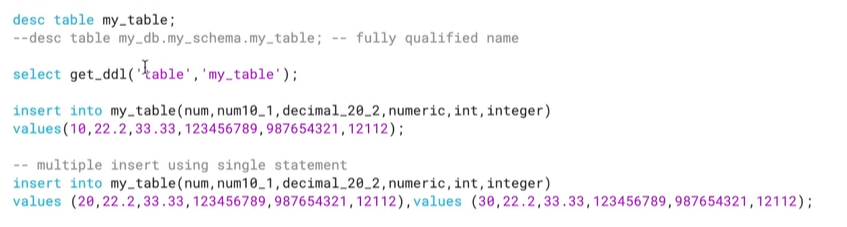 desc table my_table;
--desc table my_db.my_schema.my_table; -- fully qualified name
select get_ddl('table','my_table');
insert into my_table(num,num10_1,decimal_20_2,numeric,int,integer)
values(10,22.2,33.33,123456789,987654321,12112);
-- multiple insert using single statement
insert into my_table(num,num10_1,decimal_20_2,numeric,int,integer)
values (20,22.2,33.33,123456789,987654321,12112),values (30,22.2,33.33,123456789,987654321,12112);